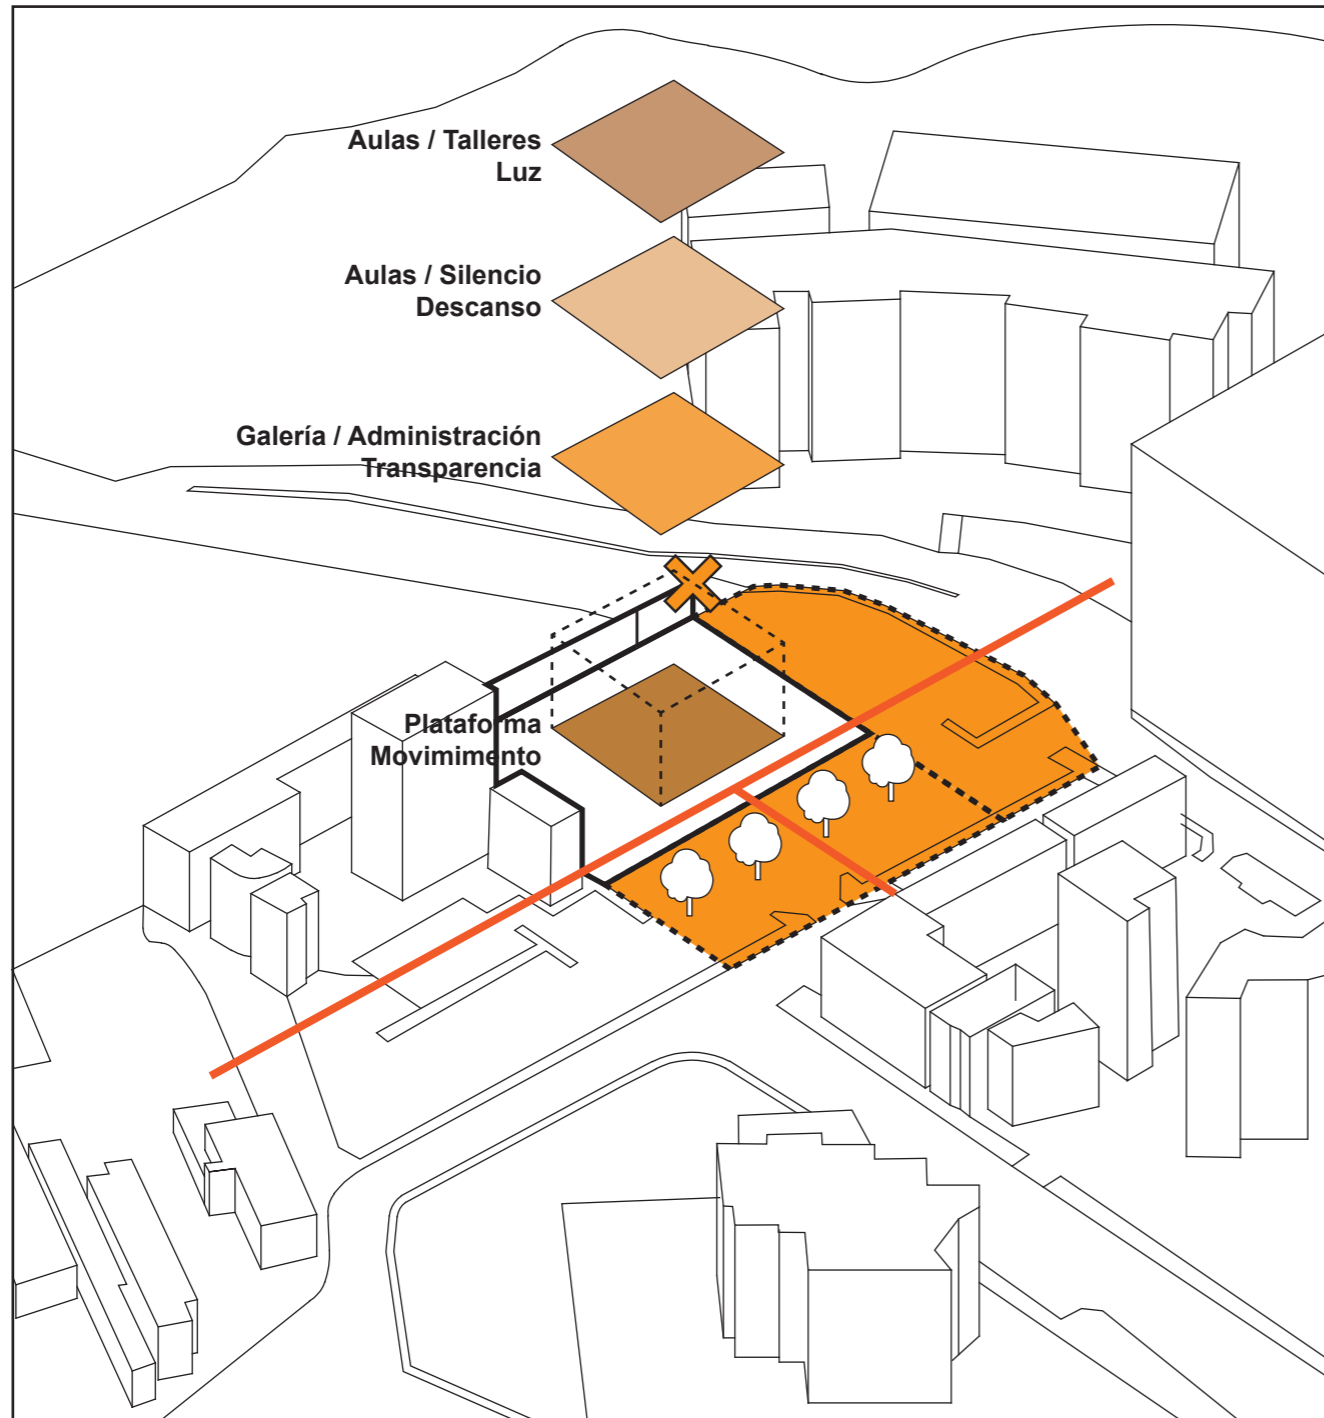 Aulas / Talleres
Luz
Aulas / Silencio
Descanso
Galería / Administración
Transparencia
Plataforma
Movimimento